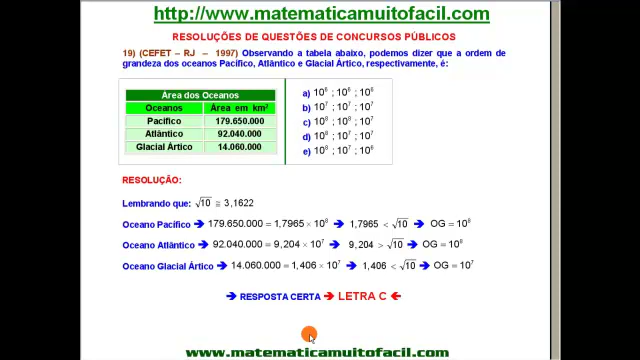 http://www.matematicamuitofacil.com
RESOLUÇÕES DE QUESTÕES DE CONCURSOS PÚBLICOS
19) (CEFET – RJ – 1997) Observando a tabela abaixo, podemos dizer que a ordem de
grandeza dos oceanos Pacífico, Atlântico e Glacial Ártico, respectivamente, é:
Área dos Oceanos
Oceanos Área em km²
Pacífico 179.650.000
Atlântico 92.040.000
Glacial Ártico 14.060.000
a) 10⁶ ; 10⁶ ; 10⁶
b) 10⁷ ; 10⁷ ; 10⁷
c) 10⁸ ; 10⁸ ; 10⁷
d) 10⁸ ; 10⁷ ; 10⁷
e) 10⁸ ; 10⁷ ; 10⁶
RESOLUÇÃO:
Lembrando que: √10 ≅ 3,1622
Oceano Pacífico ➔ 179.650.000 = 1,7965 × 10⁸ ➔ 1,7965 < √10 ➔ OG = 10⁸
Oceano Atlântico ➔ 92.040.000 = 9,204 × 10⁷ ➔ 9,204 > √10 ➔ OG = 10⁸
Oceano Glacial Ártico ➔ 14.060.000 = 1,406 × 10⁷ ➔ 1,406 < √10 ➔ OG = 10⁷
➔ RESPOSTA CERTA ➔ LETRA C ←
www.matematicamuitofacil.com